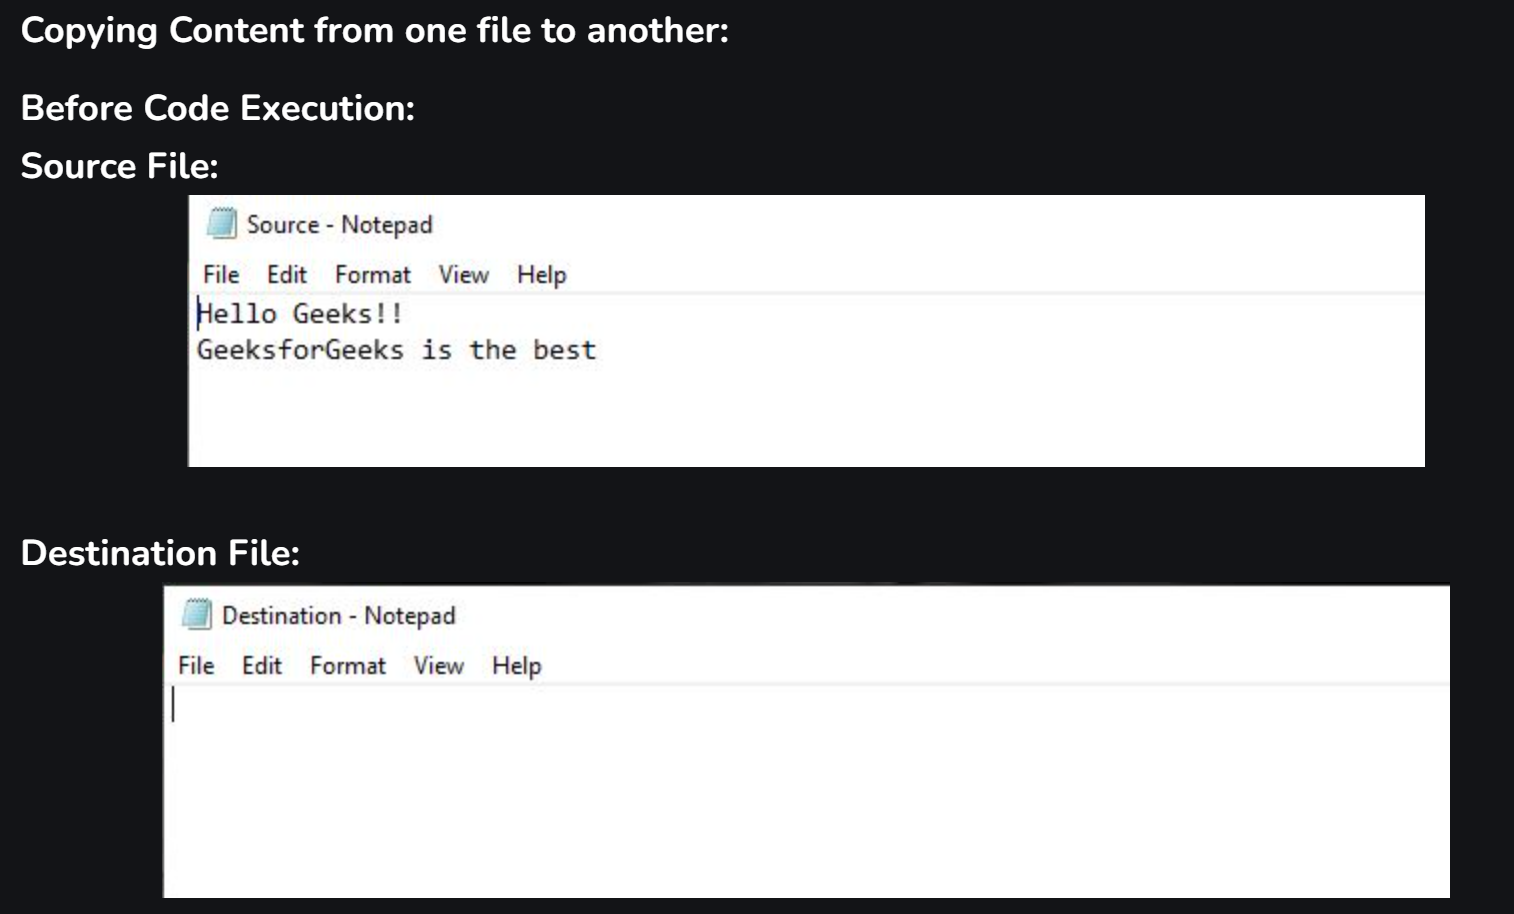 Copying Content from one file to another:
Before Code Execution:
Source File:
Source - Notepad
File Edit Format View Help
Hello Geeks!!
GeeksforGeeks is the best
Destination File:
Destination - Notepad
File Edit Format View Help